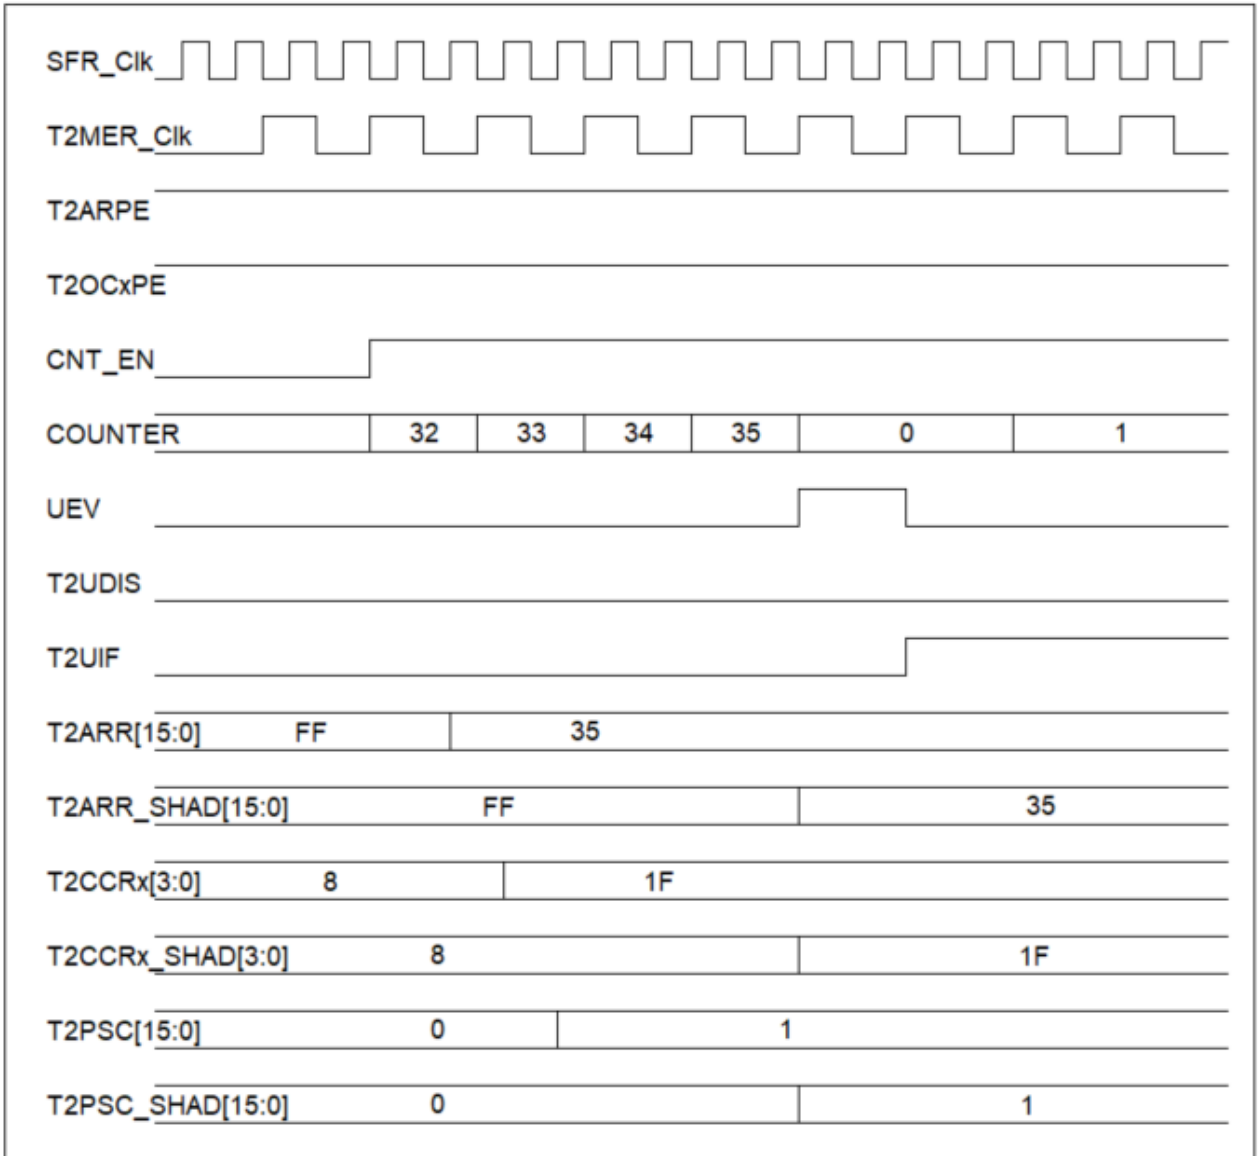 SFR_Clk
T2MER_Clk
T2ARPE
T2OCxPE
CNT_EN
COUNTER 32 33 34 35 0 1
UEV
T2UDIS
T2UIF
T2ARR[15:0] FF 35
T2ARR_SHAD[15:0] FF 35
T2CCRx[3:0] 8 1F
T2CCRx_SHAD[3:0] 8 1F
T2PSC[15:0] 0 1
T2PSC_SHAD[15:0] 0 1